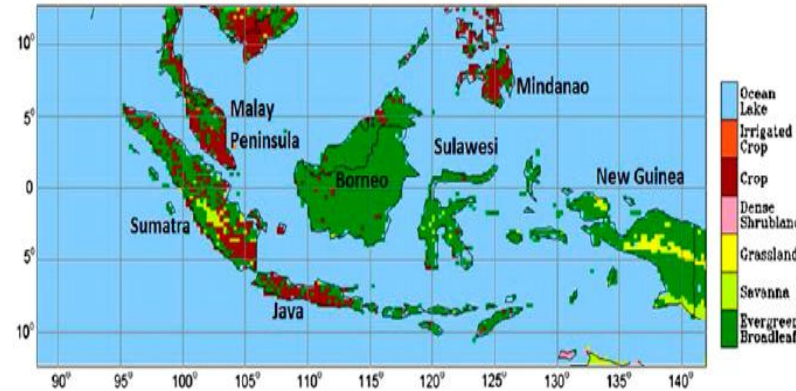 10°
5°
0
5°
10°
Malay
Peninsula
Mindanao
Sulawesi
Borneo
New Guinea
Sumatra
Java
90° 95° 100° 105° 110° 115° 120° 125° 130° 135° 140°
Ocean
Lake
Irrigated
Crop
Crop
Dense
Shrubland
Grassland
Savanna
Evergreen
Broadleaf